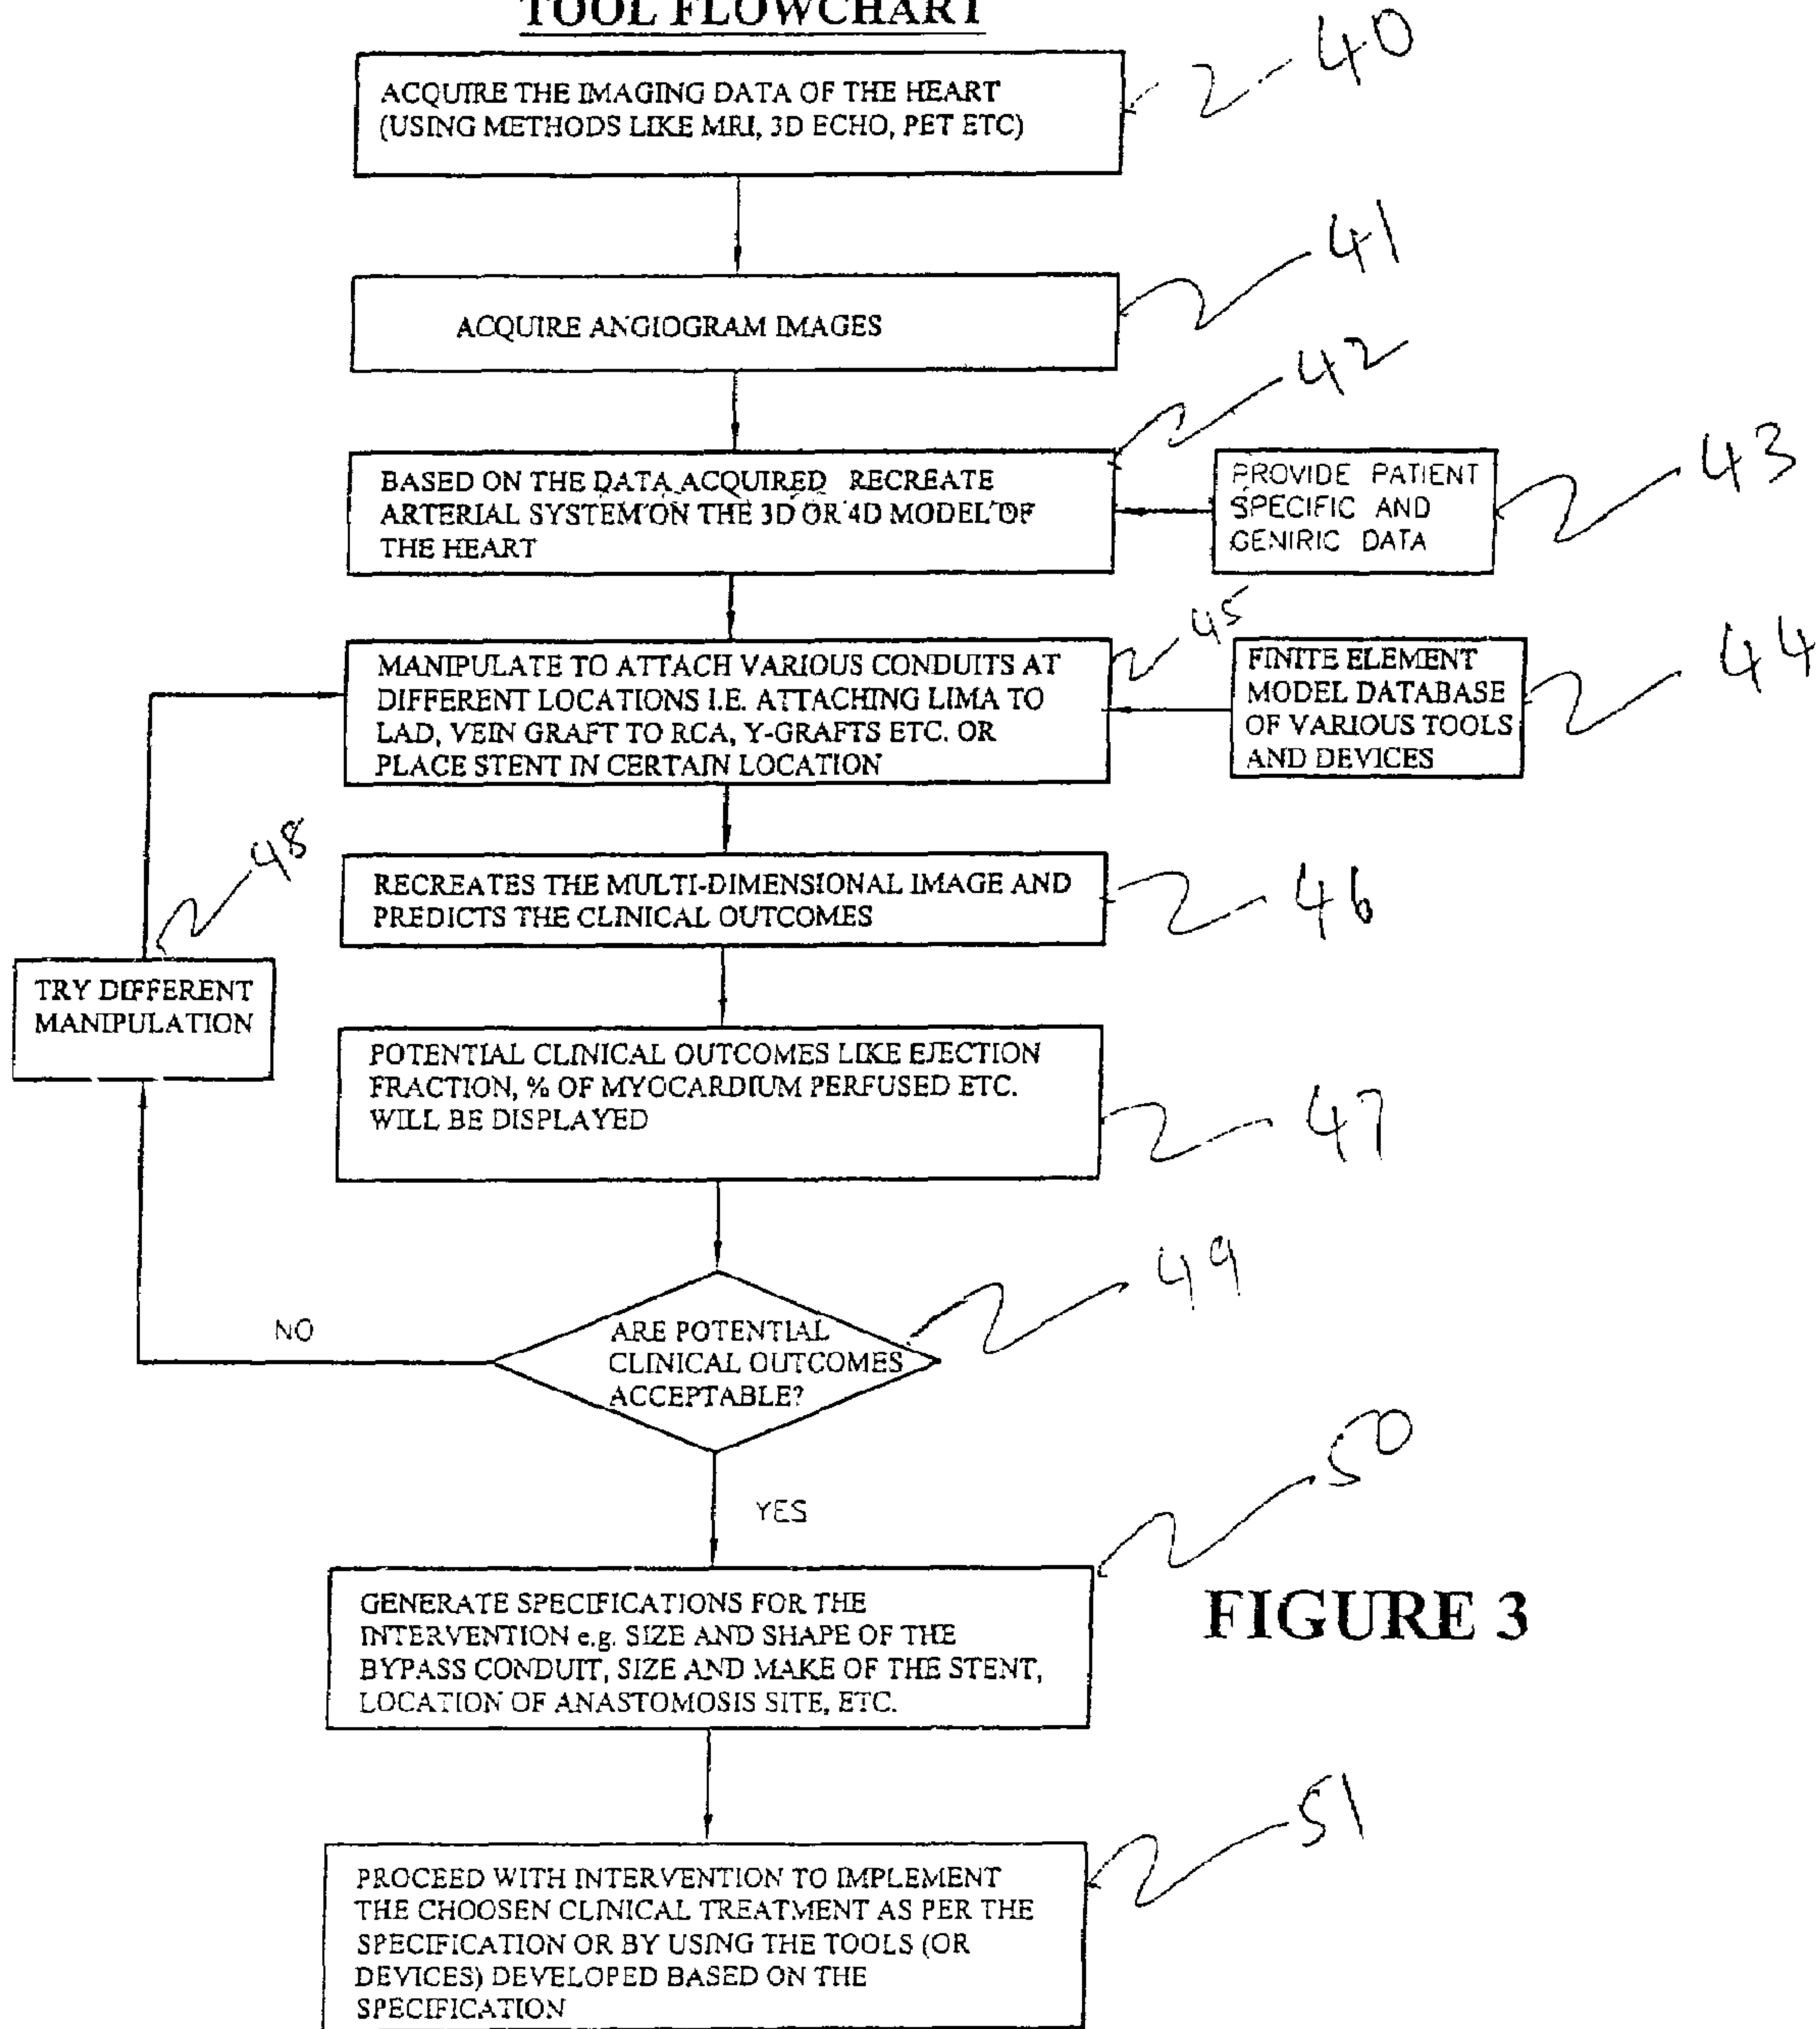 TOOL FLOWCHART
40
ACQUIRE THE IMAGING DATA OF THE HEART
(USING METHODS LIKE MRI, 3D ECHO, PET ETC)
41
ACQUIRE ANGIOGRAM IMAGES
42
BASED ON THE DATA ACQUIRED RECREATE
ARTERIAL SYSTEM ON THE 3D OR 4D MODEL OF
THE HEART
43
PROVIDE PATIENT
SPECIFIC AND
GENIRIC DATA
45
MANIPULATE TO ATTACH VARIOUS CONDUITS AT
DIFFERENT LOCATIONS I.E. ATTACHING LIMA TO
LAD, VEIN GRAFT TO RCA, Y-GRAFTS ETC. OR
PLACE STENT IN CERTAIN LOCATION
44
FINITE ELEMENT
MODEL DATABASE
OF VARIOUS TOOLS
AND DEVICES
48
TRY DIFFERENT
MANIPULATION
46
RECREATES THE MULTI-DIMENSIONAL IMAGE AND
PREDICTS THE CLINICAL OUTCOMES
47
POTENTIAL CLINICAL OUTCOMES LIKE EJECTION
FRACTION, % OF MYOCARDIUM PERFUSED ETC.
WILL BE DISPLAYED
49
NO
ARE POTENTIAL
CLINICAL OUTCOMES
ACCEPTABLE?
YES
50
GENERATE SPECIFICATIONS FOR THE
INTERVENTION e.g. SIZE AND SHAPE OF THE
BYPASS CONDUIT, SIZE AND MAKE OF THE STENT,
LOCATION OF ANASTOMOSIS SITE, ETC.
FIGURE 3
51
PROCEED WITH INTERVENTION TO IMPLEMENT
THE CHOOSEN CLINICAL TREATMENT AS PER THE
SPECIFICATION OR BY USING THE TOOLS (OR
DEVICES) DEVELOPED BASED ON THE
SPECIFICATION